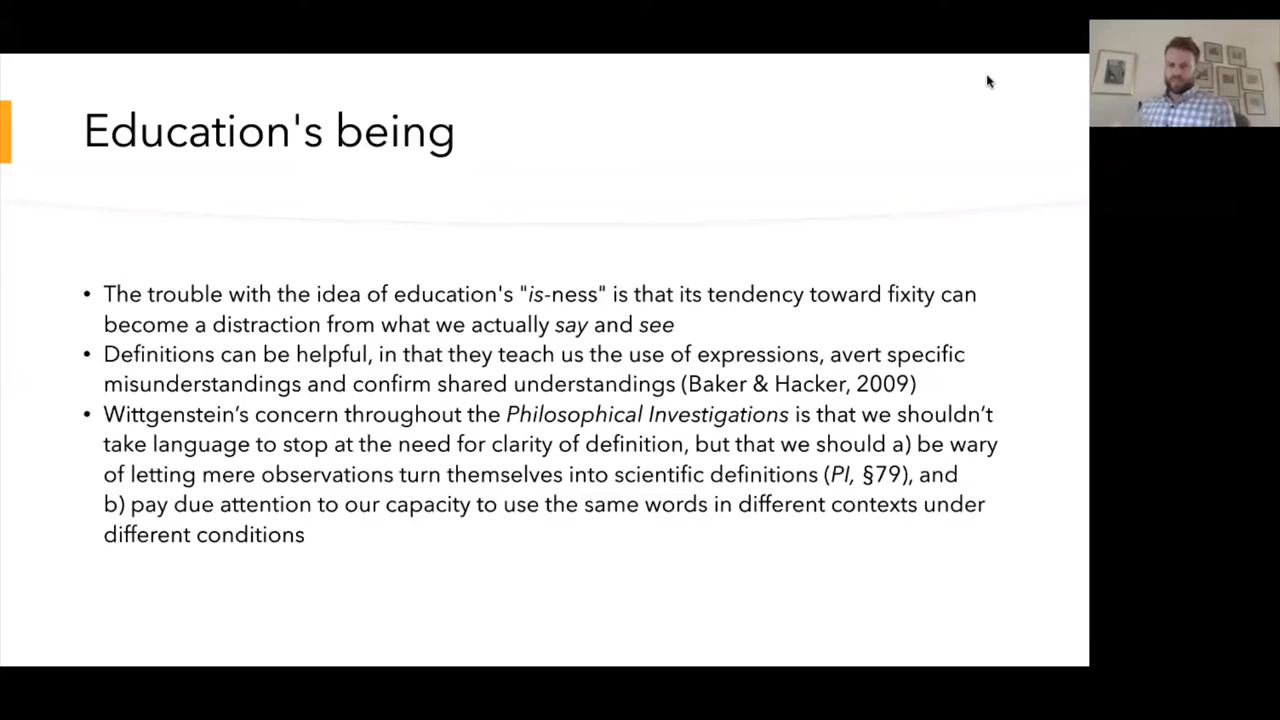 Education's being
• The trouble with the idea of education's "is-ness" is that its tendency toward fixity can
become a distraction from what we actually say and see
• Definitions can be helpful, in that they teach us the use of expressions, avert specific
misunderstandings and confirm shared understandings (Baker & Hacker, 2009)
• Wittgenstein’s concern throughout the Philosophical Investigations is that we shouldn’t
take language to stop at the need for clarity of definition, but that we should a) be wary
of letting mere observations turn themselves into scientific definitions (PI, §79), and
b) pay due attention to our capacity to use the same words in different contexts under
different conditions